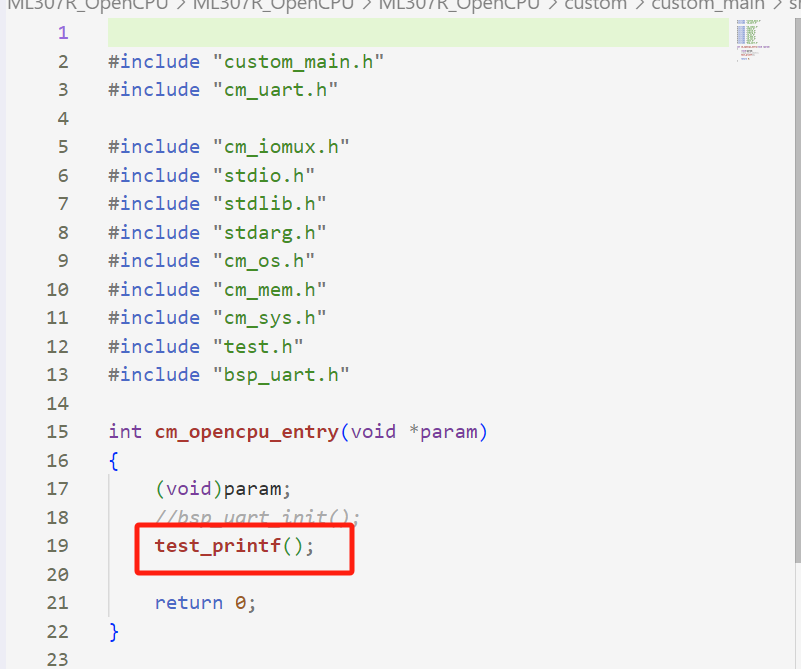 ML307R_OpenCPU > ML307R_OpenCPU > ML307R_OpenCPU > custom > custom_main >
1
2 #include "custom_main.h"
3 #include "cm_uart.h"
4
5 #include "cm_iomux.h"
6 #include "stdio.h"
7 #include "stdlib.h"
8 #include "stdarg.h"
9 #include "cm_os.h"
10 #include "cm_mem.h"
11 #include "cm_sys.h"
12 #include "test.h"
13 #include "bsp_uart.h"
14
15 int cm_opencpu_entry(void *param)
16 {
17 (void)param;
18 //bsp_uart_init();
19 test_printf();
20
21 return 0;
22 }
23